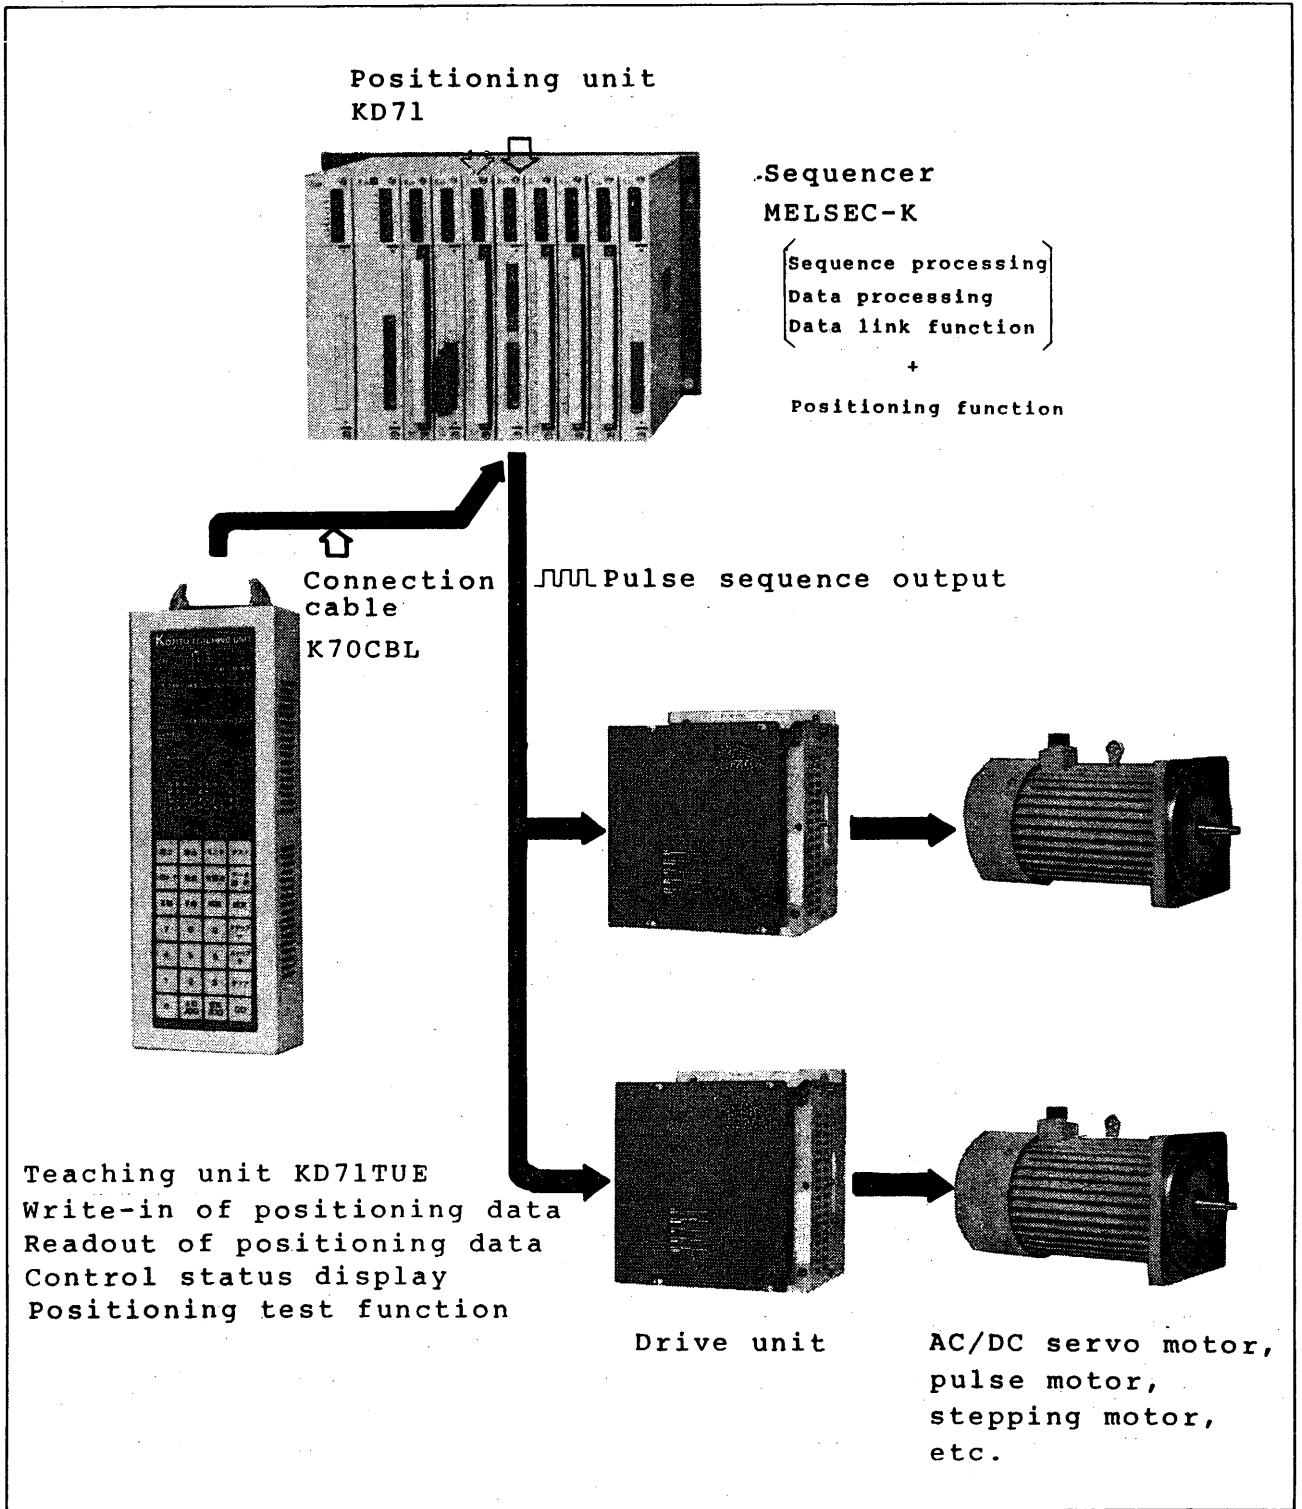 Positioning unit
KD71
Sequencer
MELSEC-K
Sequence processing
Data processing
Data link function
+
Positioning function
Connection
cable
K70CBL
Pulse sequence output
Teaching unit KD71TUE
Write-in of positioning data
Readout of positioning data
Control status display
Positioning test function
Drive unit
AC/DC servo motor,
pulse motor,
stepping motor,
etc.